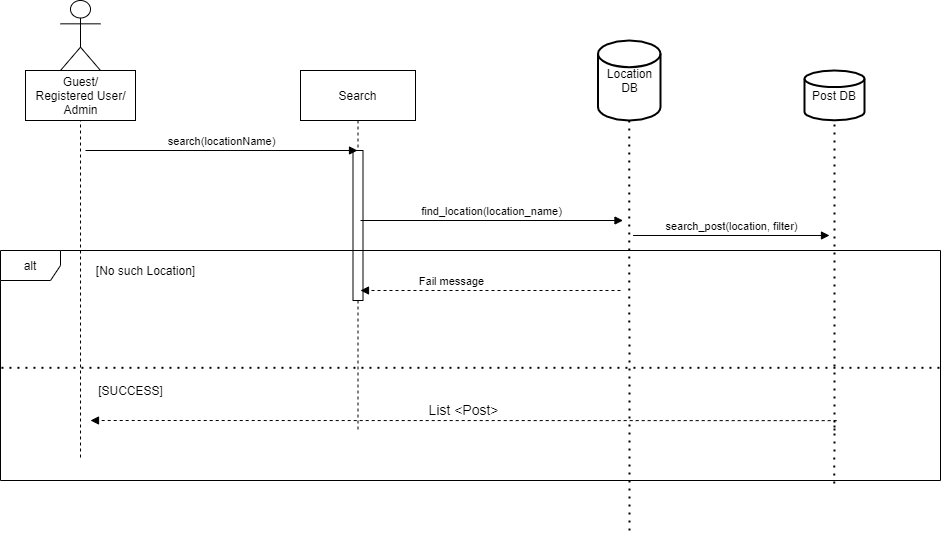 Guest/
Registered User/
Admin
Search
Location
DB
Post DB
search(locationName)
find_location(location_name)
search_post(location, filter)
alt
[No such Location]
Fail message
[SUCCESS]
List <Post>